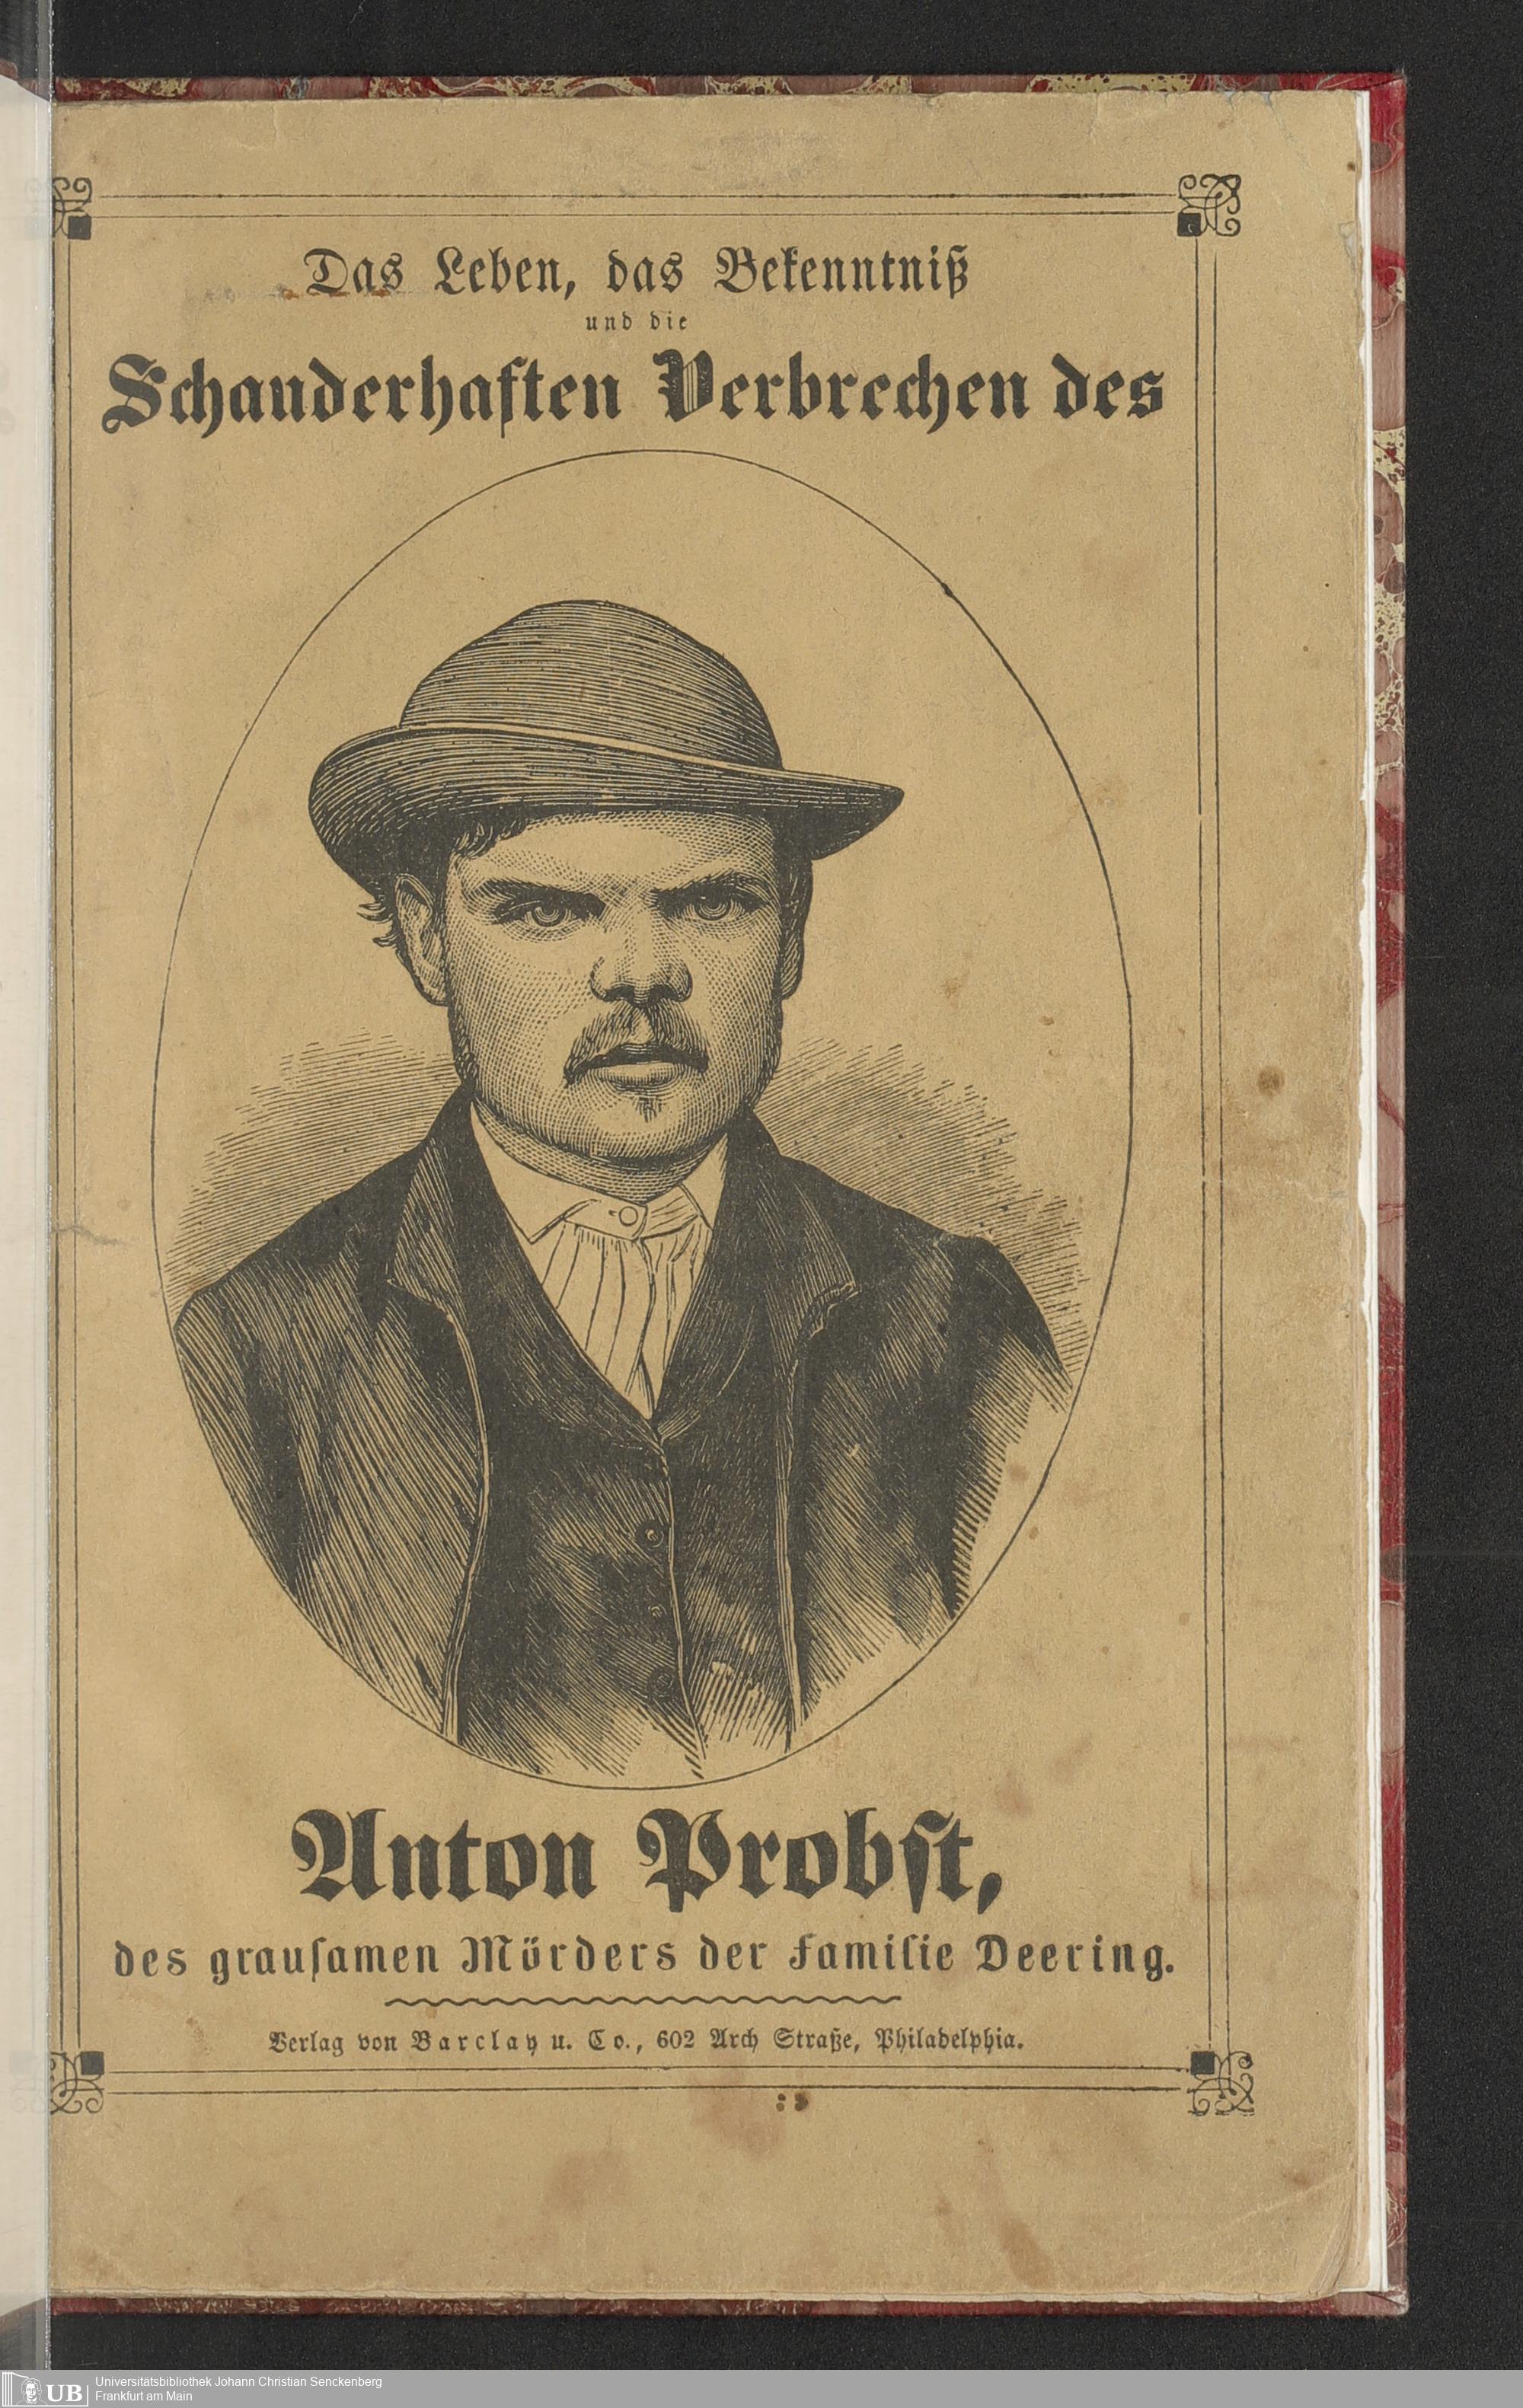 Das Leben, das Bekenntniß
und die
Schauderhaften Verbrechen des
Anton Probst,
des grauſamen Mörders der Familie Deering.
Verlag von Barclay u. Co., 602 Arch Straße, Philadelphia.
UB
Universitätsbibliothek Johann Christian Senckenberg
Frankfurt am Main